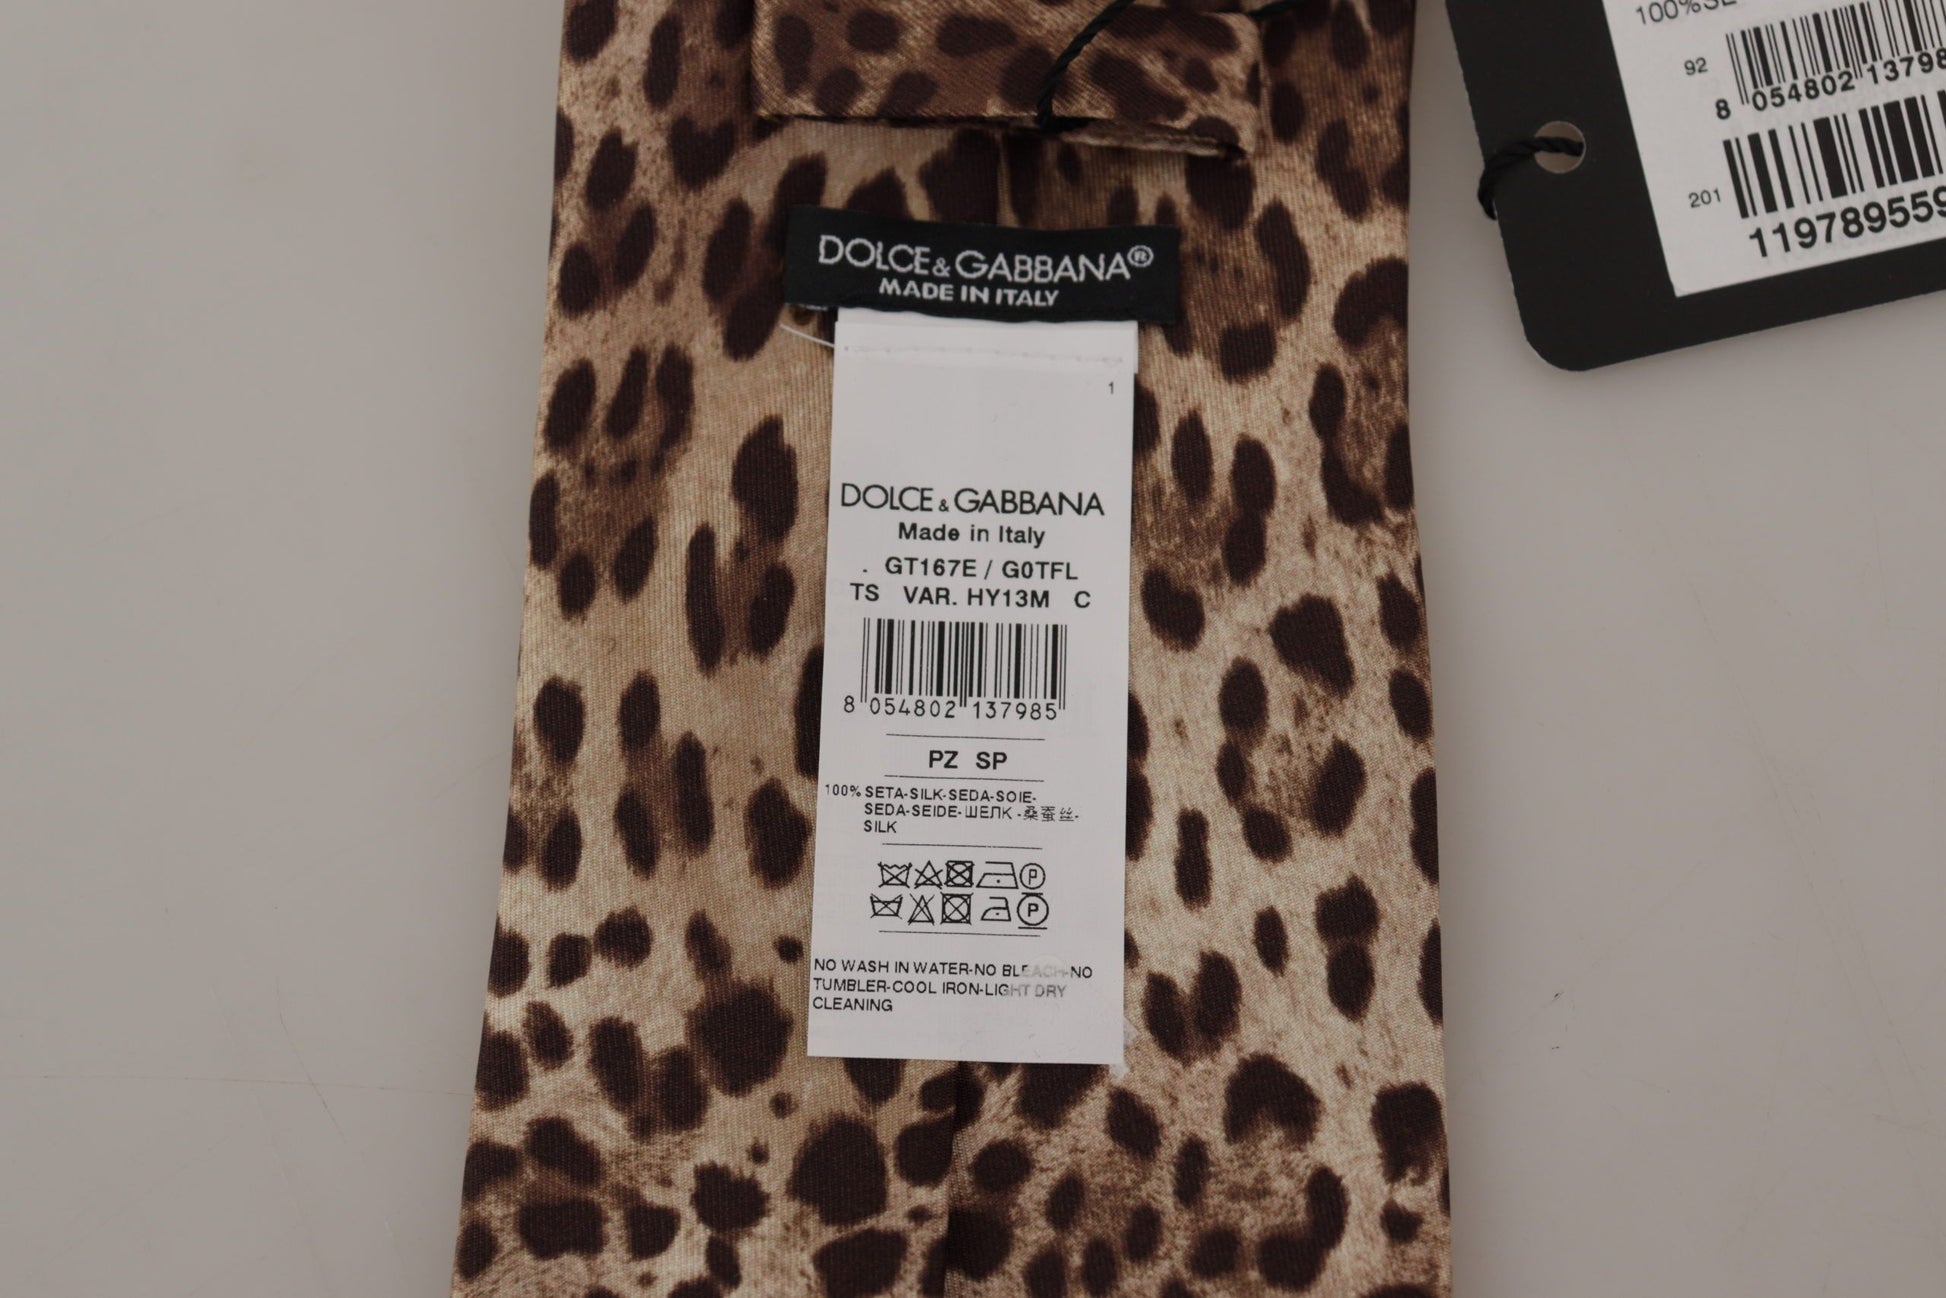 DOLCE & GABBANA®
MADE IN ITALY
1
DOLCE & GABBANA
Made in Italy
. GT167E / G0TFL
TS VAR. HY13M C
8 054802 137985
PZ SP
100% SETA-SILK-SEDA-SOIE-
SEDA-SEIDE-ШЕЛК -桑蚕丝-
SILK
P
P
NO WASH IN WATER-NO BLEACH-NO
TUMBLER-COOL IRON-LIGHT DRY
CLEANING
92
8 054802 13798
201
119789559